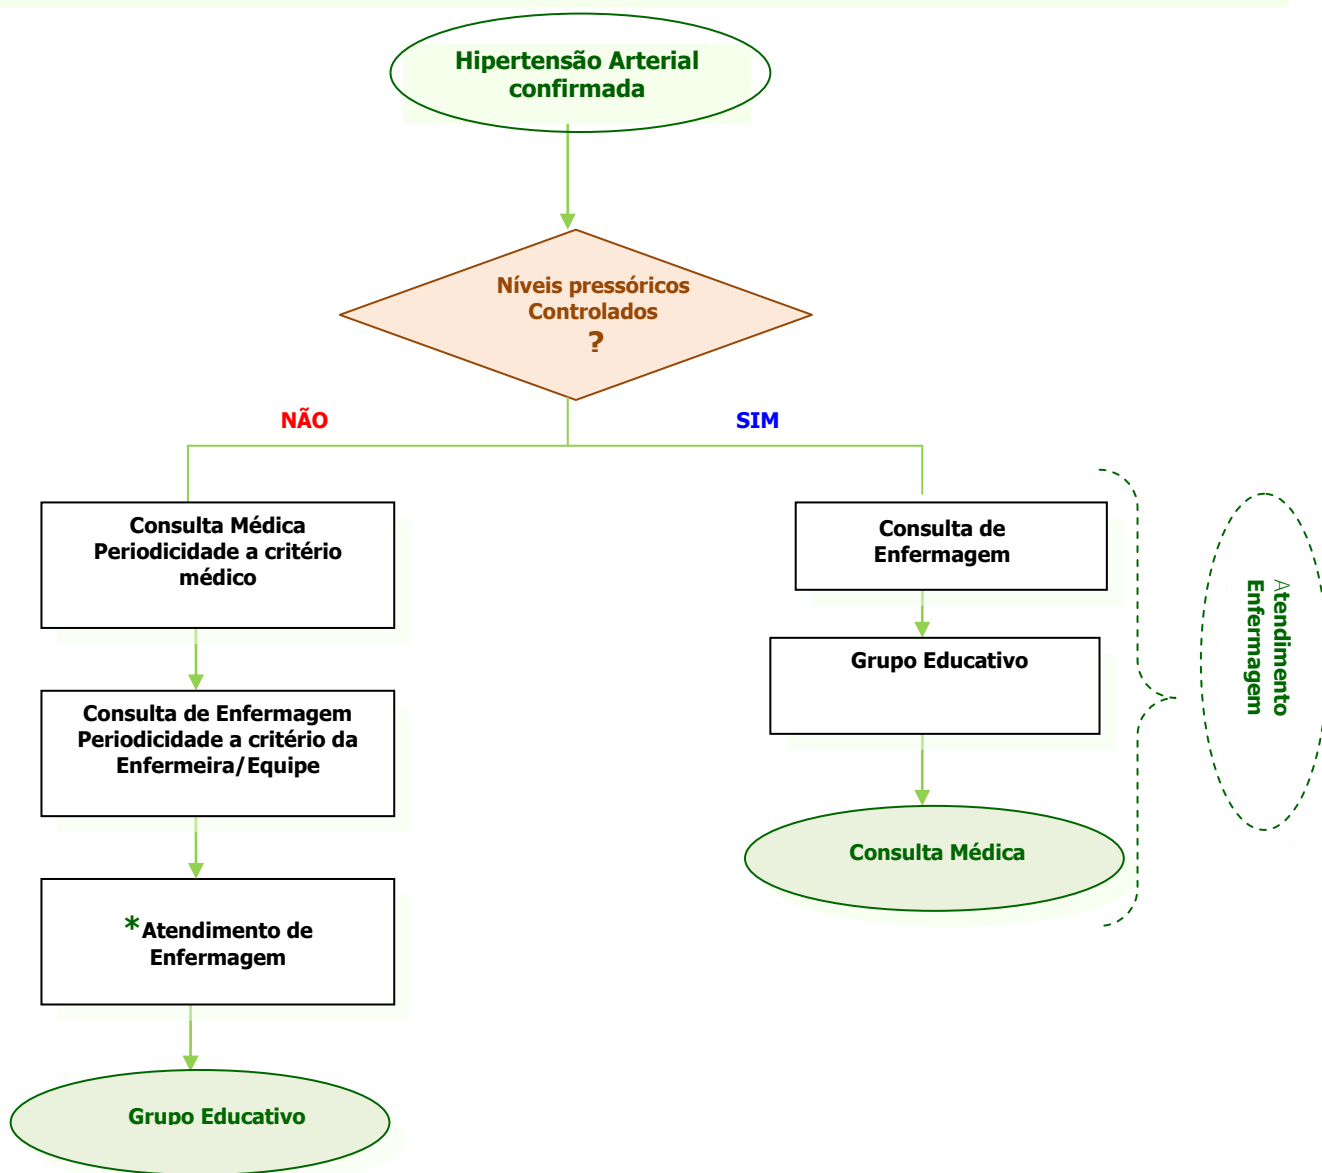 Hipertensão Arterial
confirmada
Níveis pressóricos
Controlados
?
NÃO
SIM
Consulta Médica
Periodicidade a critério
médico
Consulta de Enfermagem
Periodicidade a critério da
Enfermeira/Equipe
*Atendimento de
Enfermagem
Grupo Educativo
Consulta de
Enfermagem
Grupo Educativo
Consulta Médica
Atendimento
Enfermagem